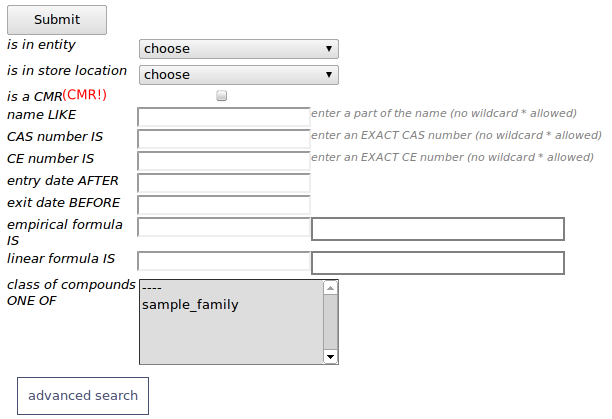 Submit
is in entity choose
is in store location choose
is a CMR(CMR!)
name LIKE enter a part of the name (no wildcard * allowed)
CAS number IS enter an EXACT CAS number (no wildcard * allowed)
CE number IS enter an EXACT CE number (no wildcard * allowed)
entry date AFTER
exit date BEFORE
empirical formula
IS
linear formula IS
class of compounds ----
ONE OF sample_family
advanced search